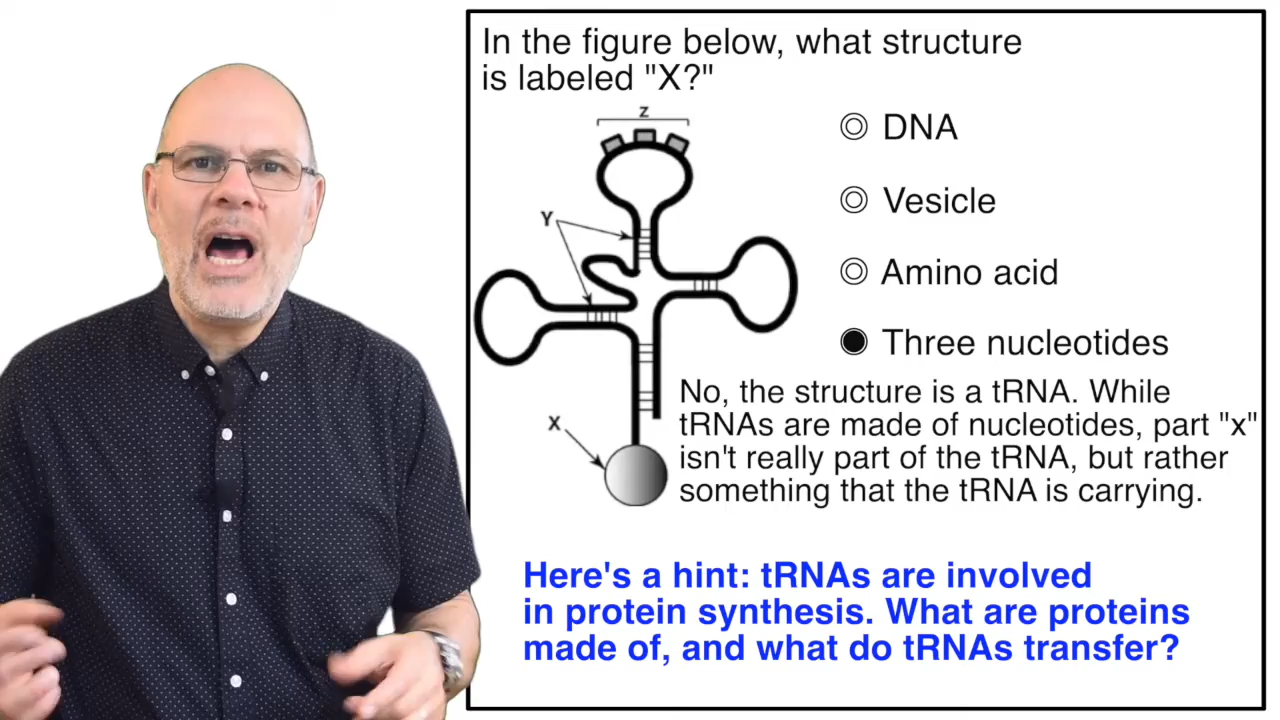 In the figure below, what structure
is labeled "X?"
Z
Y
X
DNA
Vesicle
Amino acid
Three nucleotides
No, the structure is a tRNA. While
tRNAs are made of nucleotides, part "x"
isn't really part of the tRNA, but rather
something that the tRNA is carrying.
Here's a hint: tRNAs are involved
in protein synthesis. What are proteins
made of, and what do tRNAs transfer?